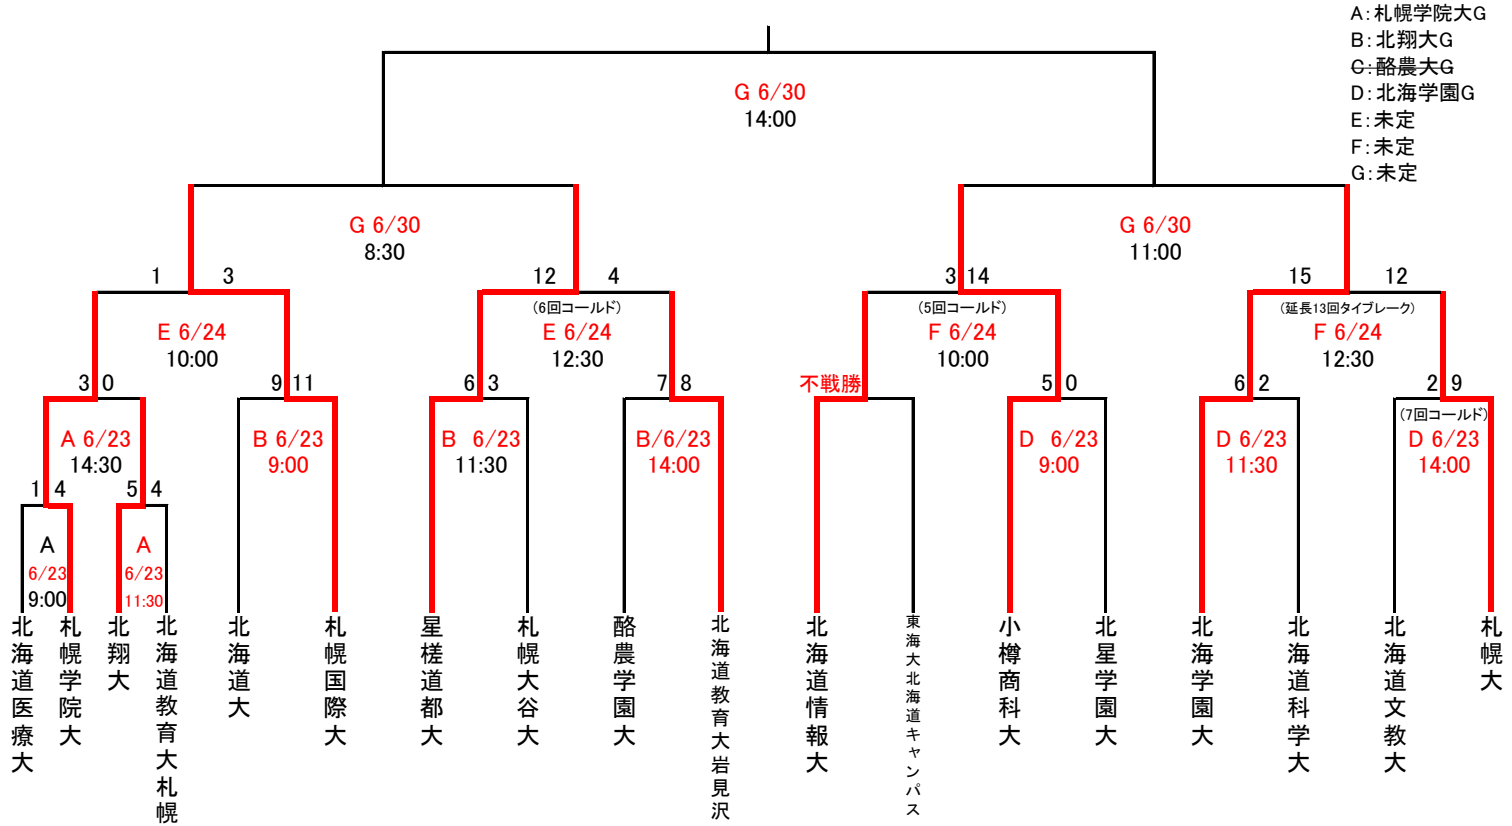 A：札幌学院大G
B：北翔大G
C：酪農大G
D：北海学園G
E：未定
F：未定
G：未定
G 6/30
14:00
G 6/30
8:30
G 6/30
11:00
1 3
12 4
3 14
15 12
(6回コールド)
(5回コールド)
(延長13回タイブレーク)
E 6/24
10:00
E 6/24
12:30
F 6/24
10:00
F 6/24
12:30
3 0
9 11
6 3
7 8
不戦勝
5 0
6 2
2 9
(7回コールド)
A 6/23
14:30
B 6/23
9:00
B 6/23
11:30
B/6/23
14:00
D 6/23
9:00
D 6/23
11:30
D 6/23
14:00
1 4
5 4
A
6/23
9:00
A
6/23
11:30
北海道医療大
札幌学院大
北翔大
北海道教育大札幌
北海道大
札幌国際大
星槎道都大
札幌大谷大
酪農学園大
北海道教育大岩見沢
北海道情報大
東海大北海道キャンパス
小樽商科大
北星学園大
北海学園大
北海道科学大
北海道文教大
札幌大